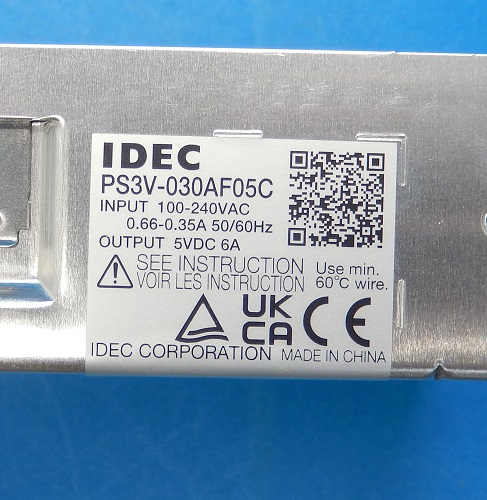 IDEC
PS3V-030AF05C
INPUT 100-240VAC
0.66-0.35A 50/60Hz
OUTPUT 5VDC 6A
SEE INSTRUCTION
VOIR LES INSTRUCTION
Use min.
60°C wire.
UK
CA
CE
IDEC CORPORATION MADE IN CHINA